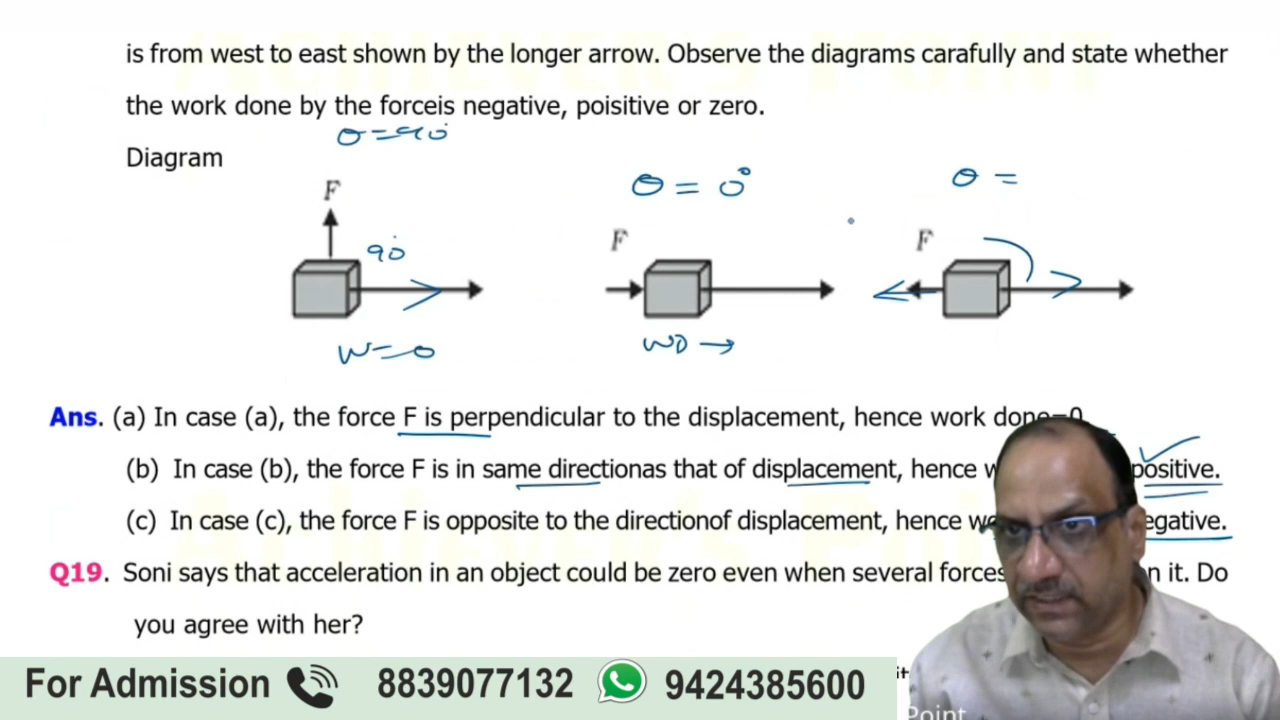 is from west to east shown by the longer arrow. Observe the diagrams carafully and state whether
the work done by the forceis negative, poisitive or zero.
θ=90°
Diagram
θ = 0°
θ =
F
F
F
90°
W=0
WD →
Ans. (a) In case (a), the force F is perpendicular to the displacement, hence work done=0
(b) In case (b), the force F is in same directionas that of displacement, hence positive.
(c) In case (c), the force F is opposite to the directionof displacement, hence egative.
Q19. Soni says that acceleration in an object could be zero even when several forces n it. Do
you agree with her?
For Admission 8839077132 9424385600
Point